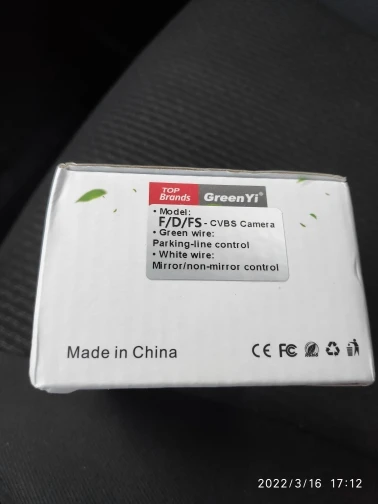 TOP
Brands
GreenYi®
• Model:
F/D/FS - CVBS Camera
• Green wire:
Parking-line control
• White wire:
Mirror/non-mirror control
Made in China
CE FC
2022/3/16 17:12